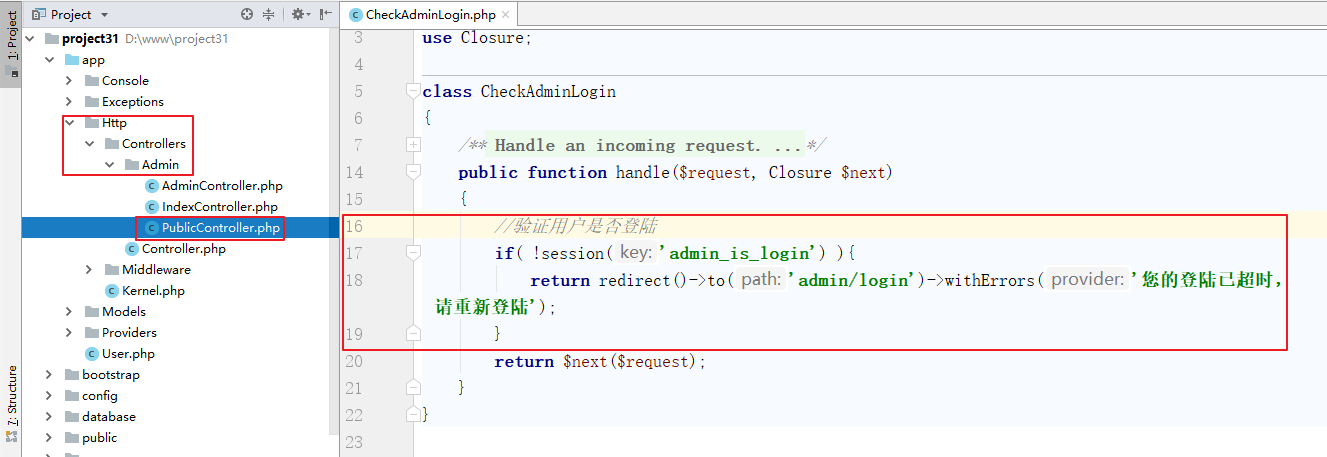 Project
CheckAdminLogin.php
1: Project
7: Structure
project31 D:\www\project31
app
Console
Exceptions
Http
Controllers
Admin
AdminController.php
IndexController.php
PublicController.php
Controller.php
Middleware
Kernel.php
Models
Providers
User.php
bootstrap
config
database
public
3 use Closure;
4
5 class CheckAdminLogin
6 {
7 /** Handle an incoming request. ...*/
14 public function handle($request, Closure $next)
15 {
16 //验证用户是否登陆
17 if( !session( key: 'admin_is_login') ){
18 return redirect()->to( path: 'admin/login')->withErrors( provider: '您的登陆已超时,
请重新登陆');
19 }
20 return $next($request);
21 }
22 }
23